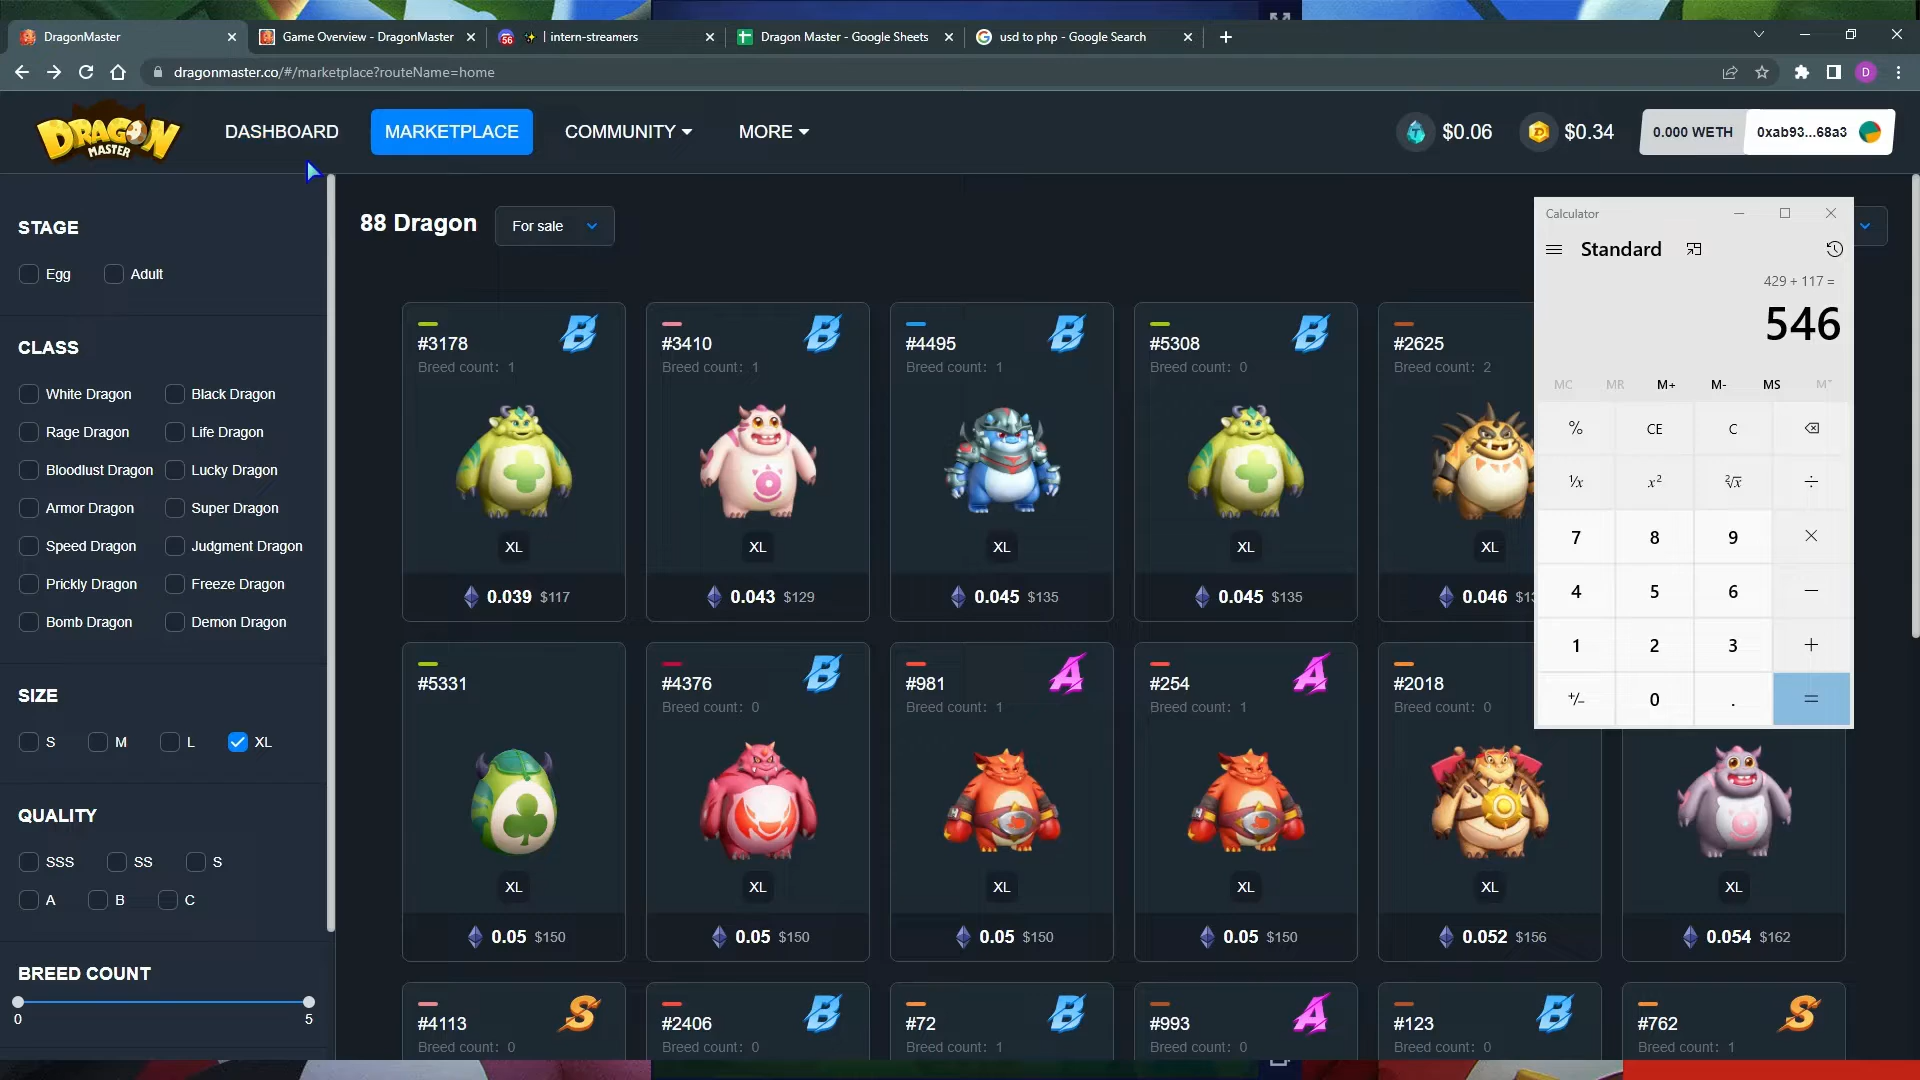 DragonMaster
Game Overview - DragonMaster
56
intern-streamers
Dragon Master - Google Sheets
usd to php - Google Search
dragonmaster.co/#/marketplace?routeName=home
D
DRAGON
MASTER
DASHBOARD
MARKETPLACE
COMMUNITY
MORE
$0.06
$0.34
0.000 WETH
0xab93...68a3
STAGE
Egg
Adult
CLASS
White Dragon
Black Dragon
Rage Dragon
Life Dragon
Bloodlust Dragon
Lucky Dragon
Armor Dragon
Super Dragon
Speed Dragon
Judgment Dragon
Prickly Dragon
Freeze Dragon
Bomb Dragon
Demon Dragon
SIZE
S
M
L
XL
QUALITY
SSS
SS
S
A
B
C
BREED COUNT
0
5
88 Dragon
For sale
#3178
B
Breed count: 1
XL
0.039 $117
#3410
B
Breed count: 1
XL
0.043 $129
#4495
B
Breed count: 1
XL
0.045 $135
#5308
B
Breed count: 0
XL
0.045 $135
#2625
Breed count: 2
XL
0.046
#5331
XL
0.05 $150
#4376
B
Breed count: 0
XL
0.05 $150
#981
A
Breed count: 1
XL
0.05 $150
#254
A
Breed count: 1
XL
0.05 $150
#2018
Breed count: 0
XL
0.052 $156
XL
0.054 $162
#4113
S
Breed count: 0
#2406
B
Breed count: 0
#72
B
Breed count: 1
#993
A
Breed count: 0
#123
B
Breed count: 0
#762
S
Breed count: 1
Calculator
Standard
429 + 117 =
546
MC MR M+ M- MS
% CE C
⅟x x² ²√x ÷
7 8 9 ×
4 5 6 −
1 2 3 +
+/− 0 . =